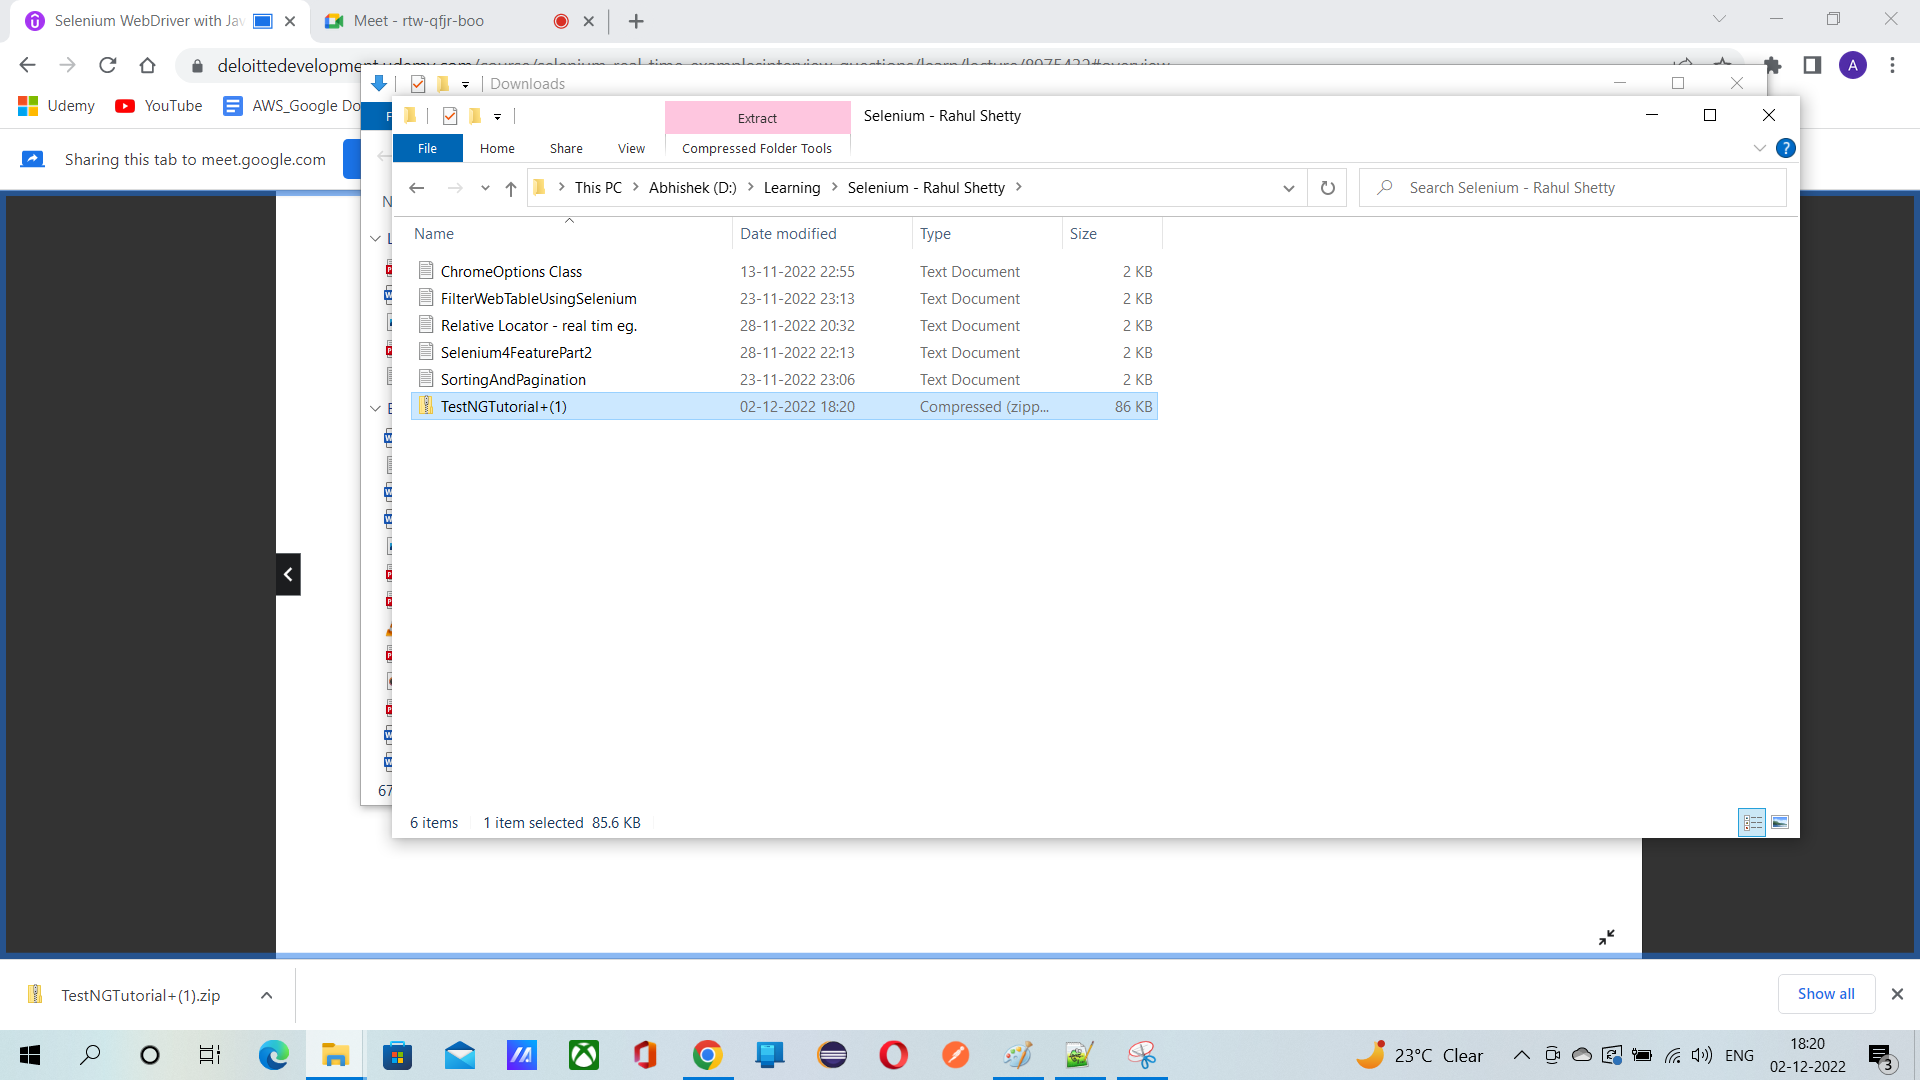 Selenium WebDriver with Jav
Meet - rtw-qfjr-boo
deloittedevelopment.udemy.com/course/selenium-real-time-examplesinterview-questions/learn/lecture/8975432#overview
A
Udemy
YouTube
AWS_Google Do
Downloads
Sharing this tab to meet.google.com
Extract
Selenium - Rahul Shetty
File
Home
Share
View
Compressed Folder Tools
This PC
Abhishek (D:)
Learning
Selenium - Rahul Shetty
Search Selenium - Rahul Shetty
Name
Date modified
Type
Size
ChromeOptions Class 13-11-2022 22:55 Text Document 2 KB
FilterWebTableUsingSelenium 23-11-2022 23:13 Text Document 2 KB
Relative Locator - real tim eg. 28-11-2022 20:32 Text Document 2 KB
Selenium4FeaturePart2 28-11-2022 22:13 Text Document 2 KB
SortingAndPagination 23-11-2022 23:06 Text Document 2 KB
TestNGTutorial+(1) 02-12-2022 18:20 Compressed (zipp... 86 KB
67
6 items
1 item selected 85.6 KB
TestNGTutorial+(1).zip
Show all
23°C Clear
ENG
18:20
02-12-2022
3